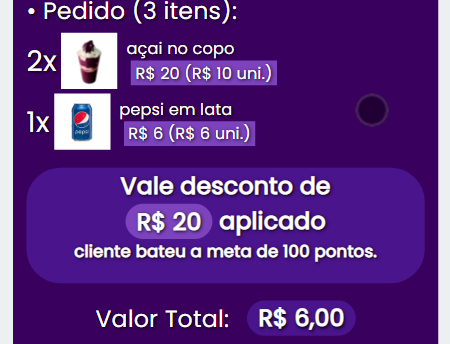 • Pedido (3 itens):
2x
açai no copo
R$ 20 (R$ 10 uni.)
1x
pepsi
pepsi em lata
R$ 6 (R$ 6 uni.)
Vale desconto de
R$ 20 aplicado
cliente bateu a meta de 100 pontos.
Valor Total: R$ 6,00